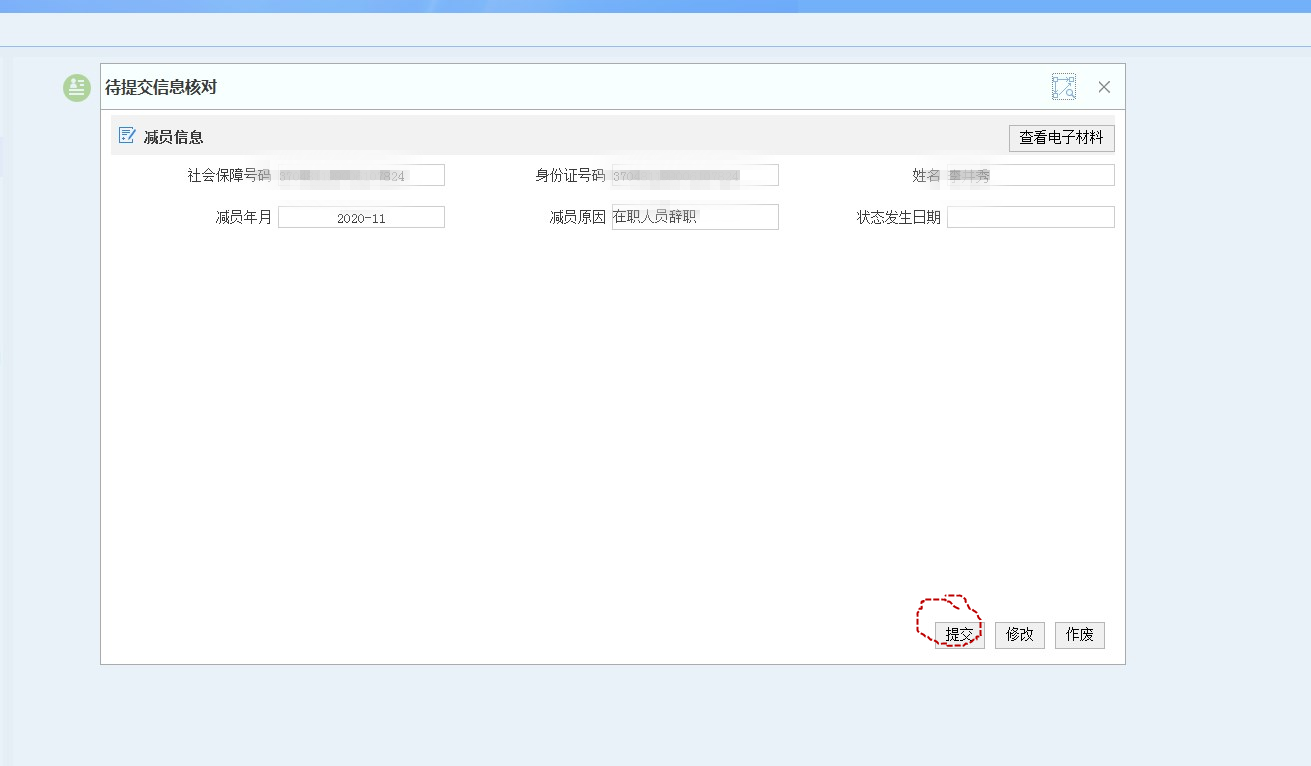 待提交信息核对
减员信息
查看电子材料
社会保障号码
身份证号码
姓名
减员年月 2020-11
减员原因 在职人员辞职
状态发生日期
提交 修改 作废